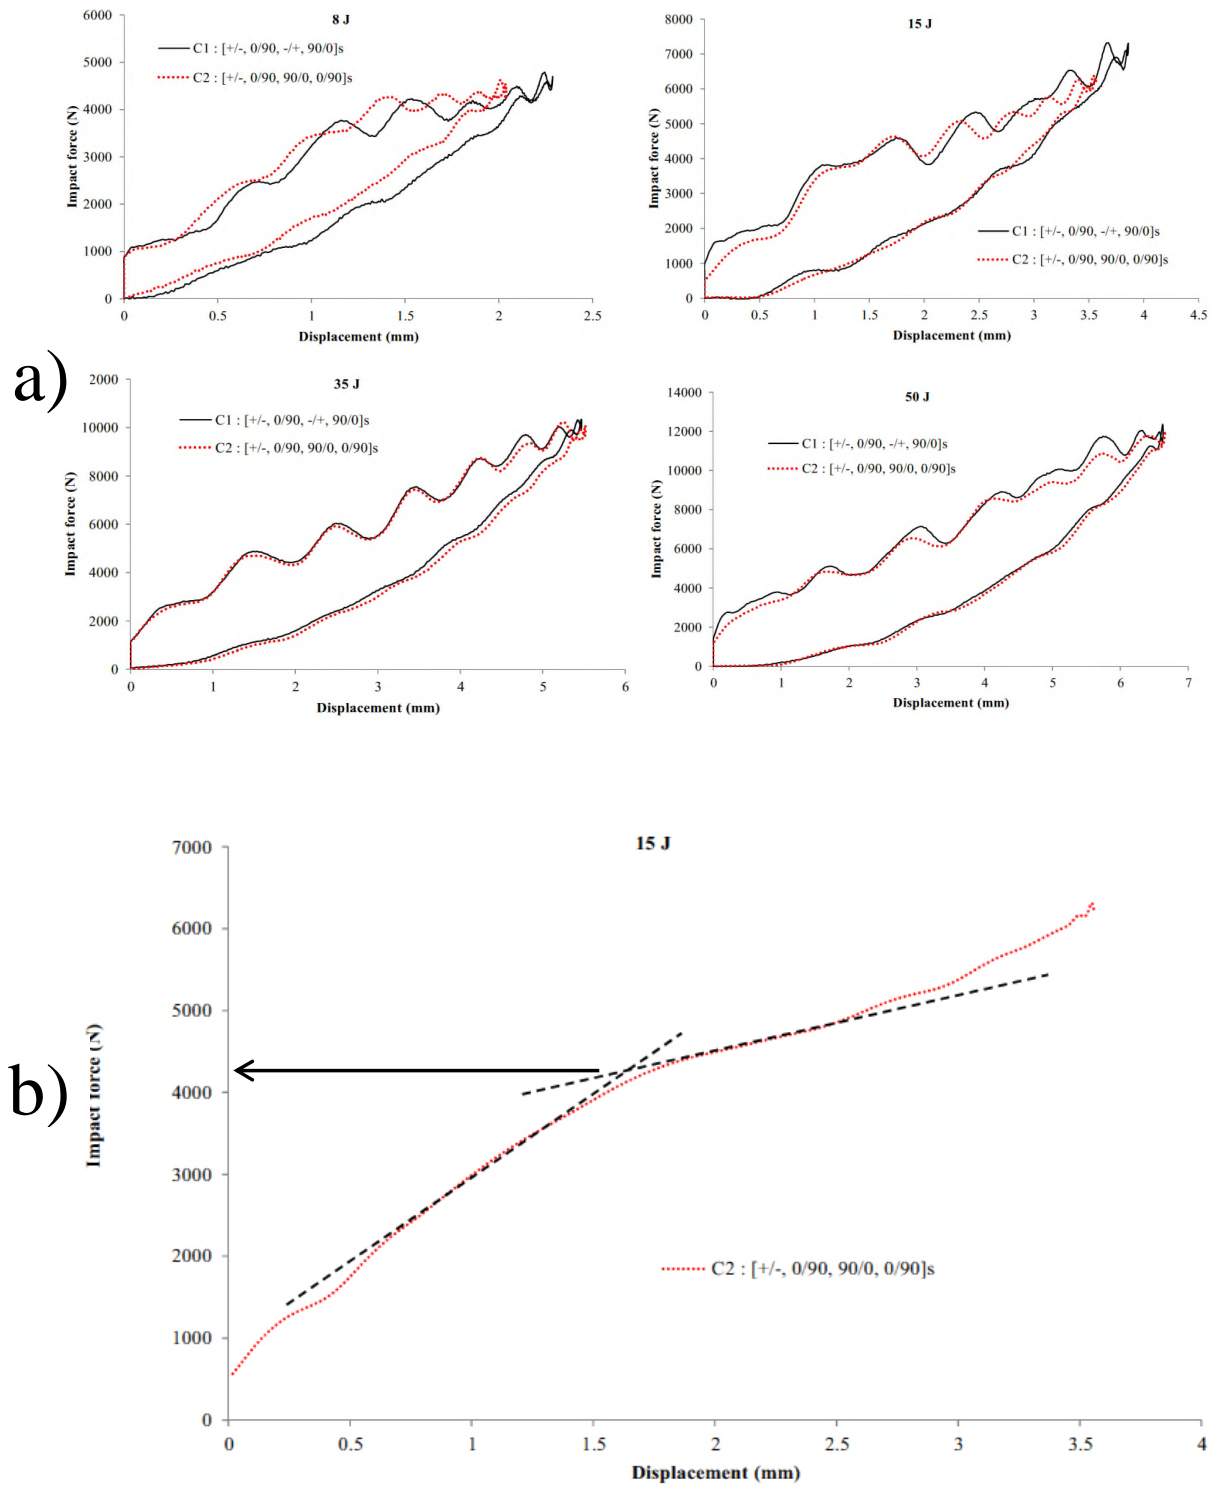 8 J
6000
5000
4000
3000
2000
1000
0
Impact force (N)
C1 : [+/-, 0/90, -/+, 90/0]s
C2 : [+/-, 0/90, 90/0, 0/90]s
0 0.5 1 1.5 2 2.5
Displacement (mm)
15 J
8000
7000
6000
5000
4000
3000
2000
1000
0
Impact force (N)
C1 : [+/-, 0/90, -/+, 90/0]s
C2 : [+/-, 0/90, 90/0, 0/90]s
0 0.5 1 1.5 2 2.5 3 3.5 4 4.5
Displacement (mm)
a)
35 J
2000
10000
8000
6000
4000
2000
0
Impact force (N)
C1 : [+/-, 0/90, -/+, 90/0]s
C2 : [+/-, 0/90, 90/0, 0/90]s
0 1 2 3 4 5 6
Displacement (mm)
50 J
14000
12000
10000
8000
6000
4000
2000
0
Impact force (N)
C1 : [+/-, 0/90, -/+, 90/0]s
C2 : [+/-, 0/90, 90/0, 0/90]s
0 1 2 3 4 5 6 7
Displacement (mm)
b)
15 J
7000
6000
5000
4000
3000
2000
1000
0
Impact force (N)
C2 : [+/-, 0/90, 90/0, 0/90]s
0 0.5 1 1.5 2 2.5 3 3.5 4
Displacement (mm)